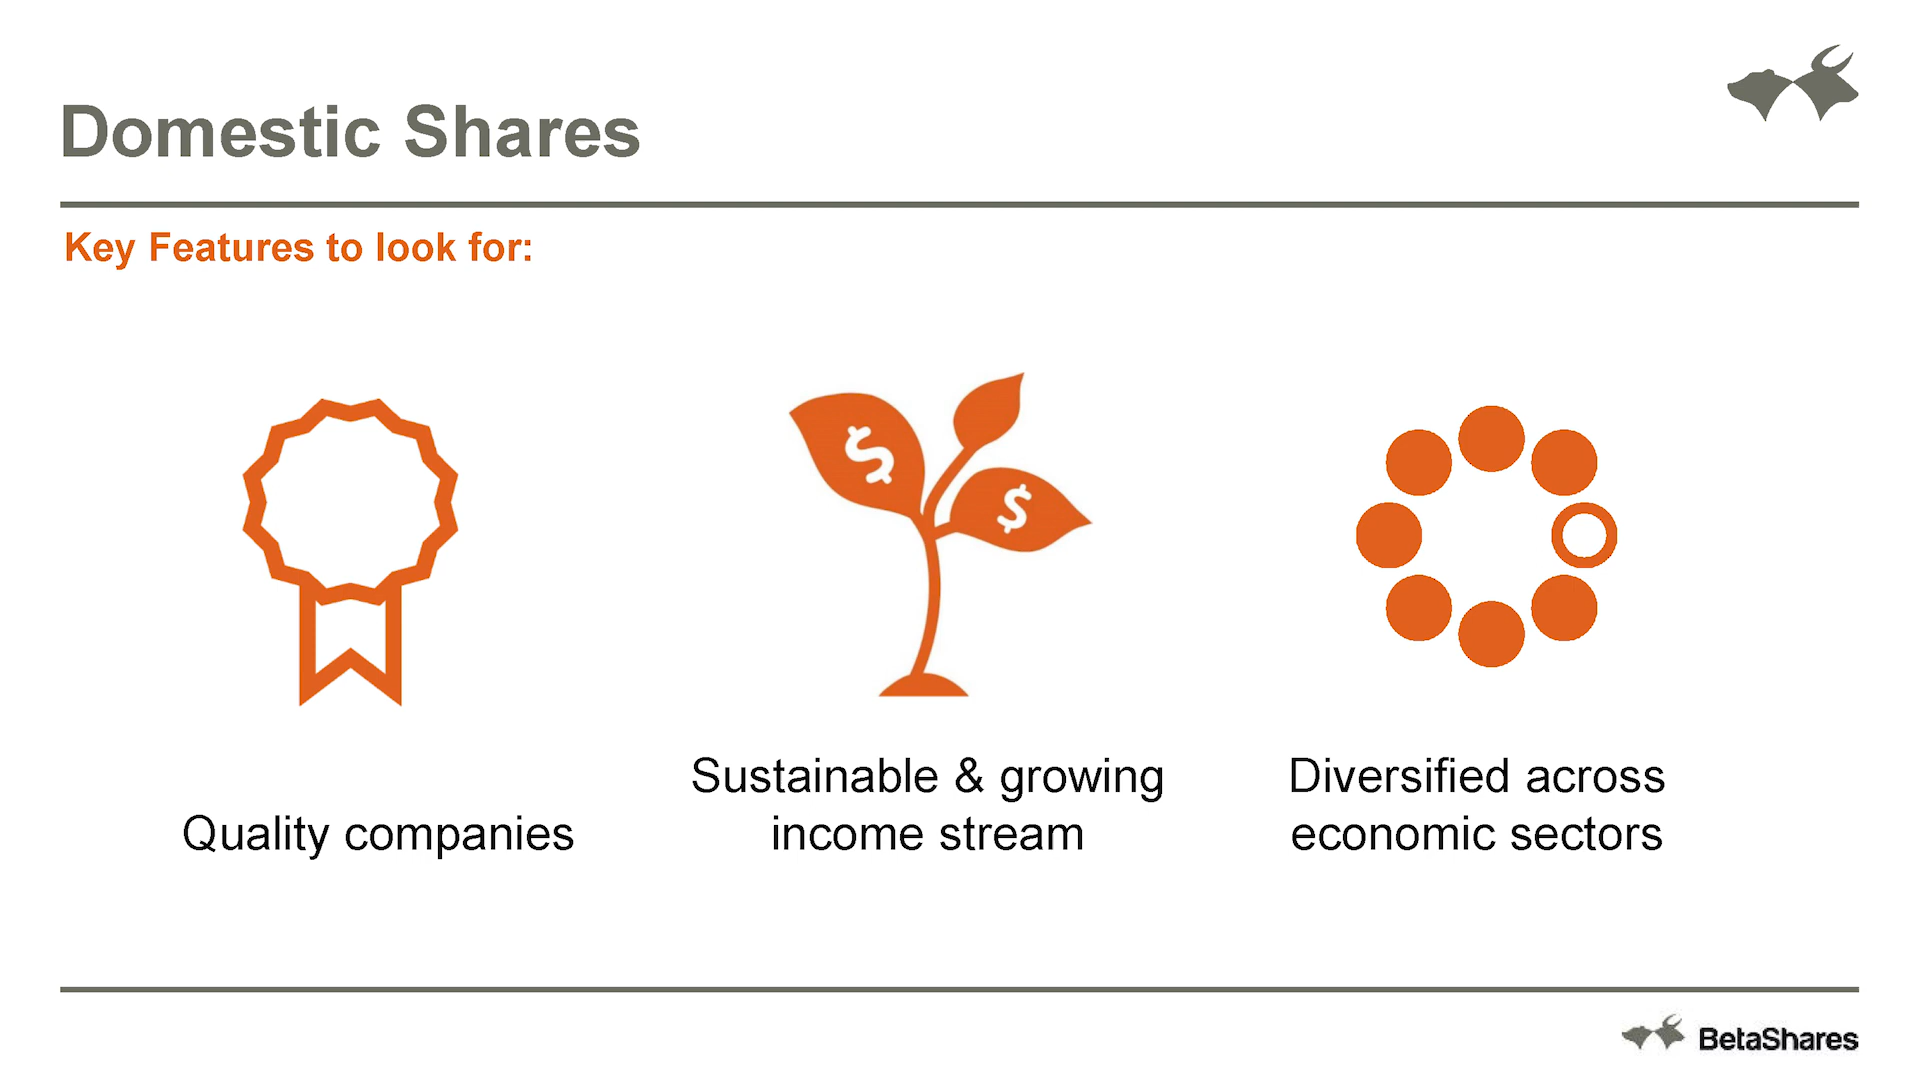 Domestic Shares
Key Features to look for:
$
$
Quality companies
Sustainable & growing
income stream
Diversified across
economic sectors
BetaShares